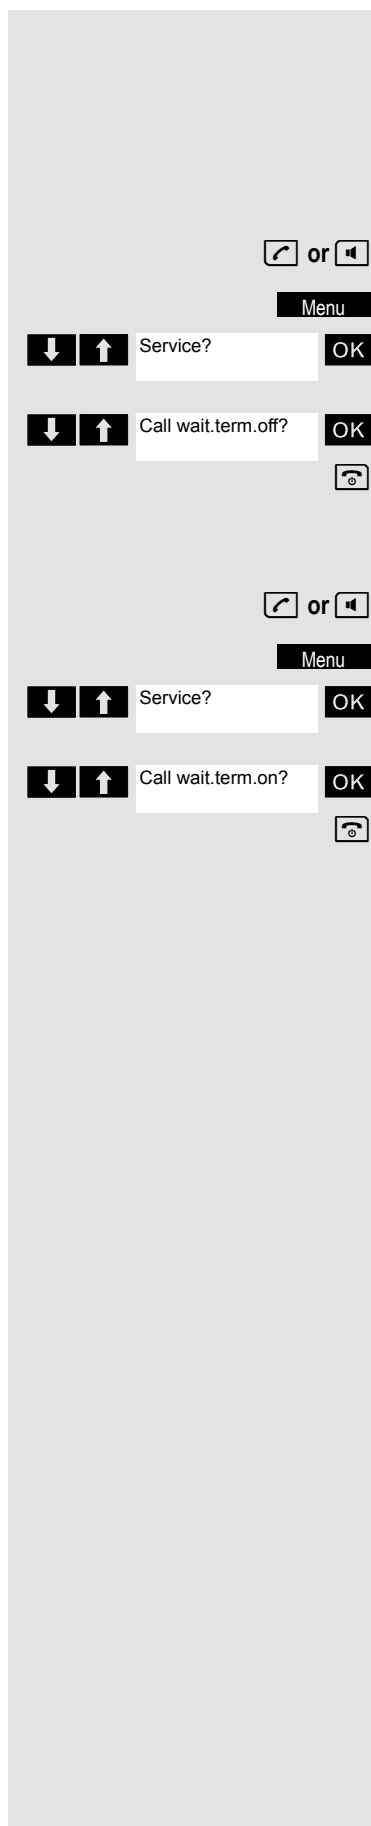 or
Menu
Service? OK
Call wait.term.off? OK
or
Menu
Service? OK
Call wait.term.on? OK